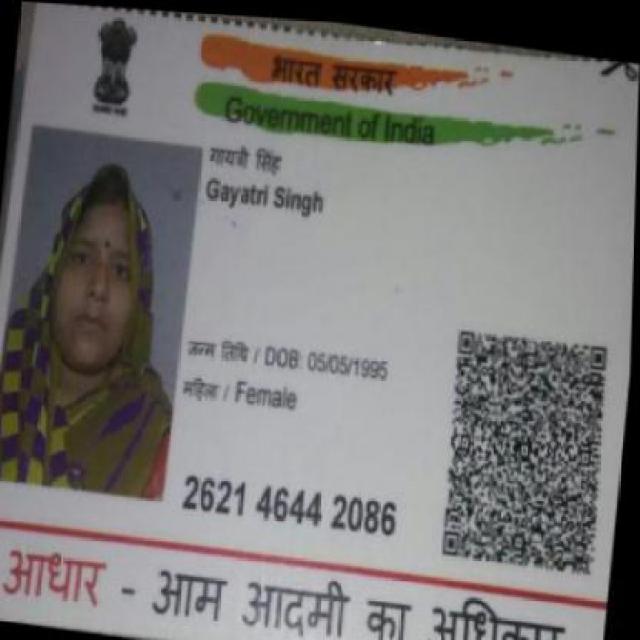 भारत सरकार
Government of India
गायत्री सिंह
Gayatri Singh
जन्म तिथि / DOB: 05/05/1995
महिला / Female
2621 4644 2086
आधार - आम आदमी का अधिकार